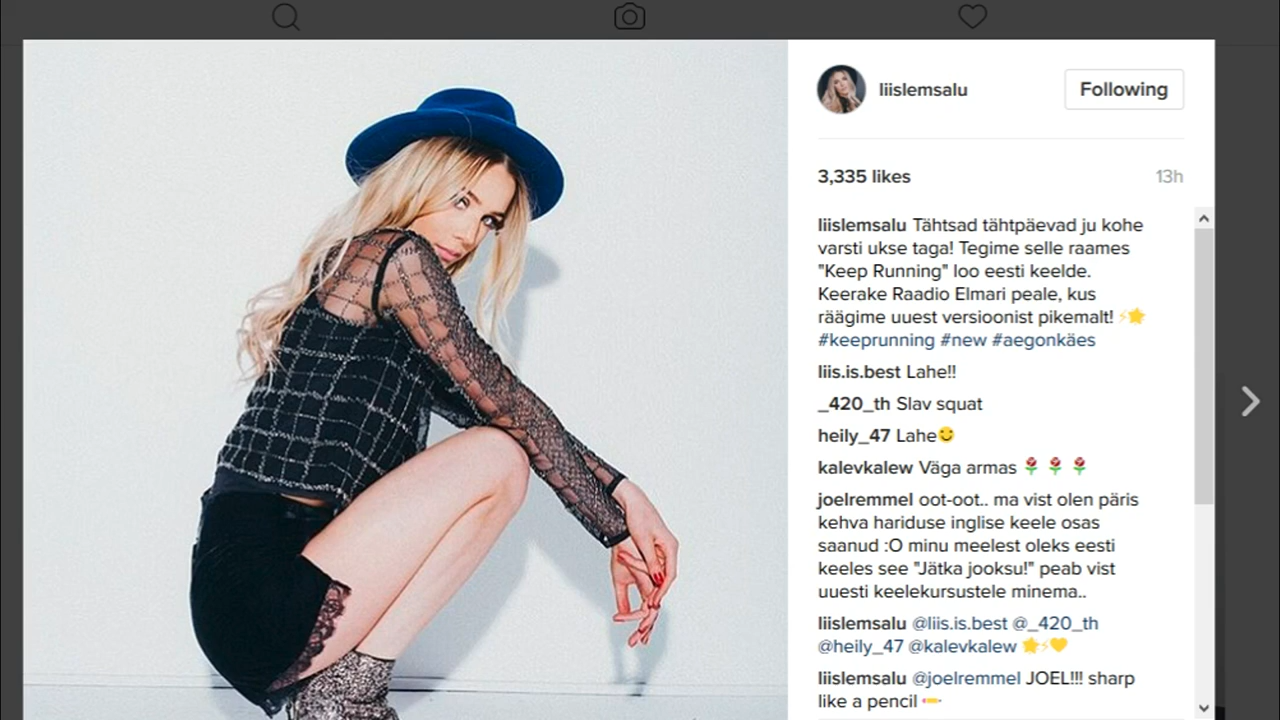 liislemsalu
Following
3,335 likes
13h
liislemsalu Tähtsad tähtpäevad ju kohe
varsti ukse taga! Tegime selle raames
"Keep Running" loo eesti keelde.
Keerake Raadio Elmari peale, kus
räägime uuest versioonist pikemalt! ⚡🌟
#keeprunning #new #aegonkäes
liis.is.best Lahe!!
_420_th Slav squat
heily_47 Lahe😊
kalevkalew Väga armas 🌹 🌹 🌹
joelremmel oot-oot.. ma vist olen päris
kehva hariduse inglise keele osas
saanud :O minu meelest oleks eesti
keeles see "Jätka jooksu!" peab vist
uuesti keelekursustele minema..
liislemsalu @liis.is.best @_420_th
@heily_47 @kalevkalew 🌟⚡💛
liislemsalu @joelremmel JOEL!!! sharp
like a pencil ✏️